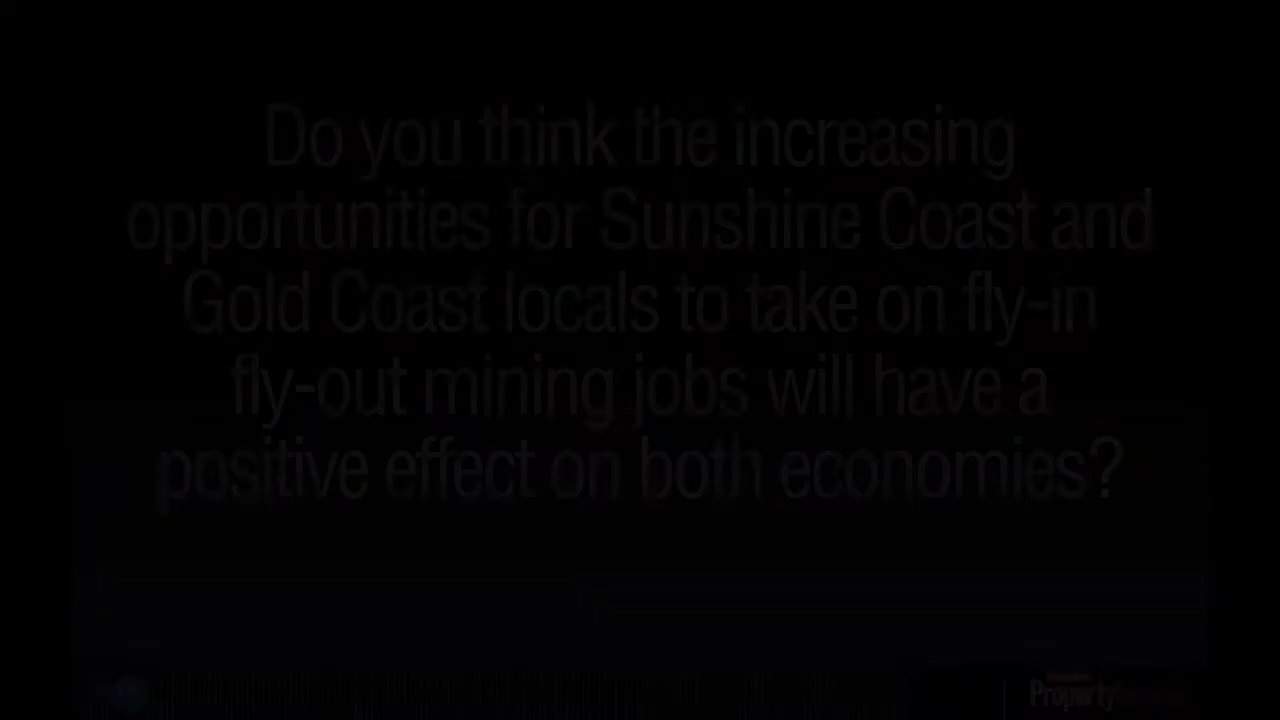 Do you think the increasing
opportunities for Sunshine Coast and
Gold Coast locals to take on fly-in
fly-out mining jobs will have a
positive effect on both economies?
Property